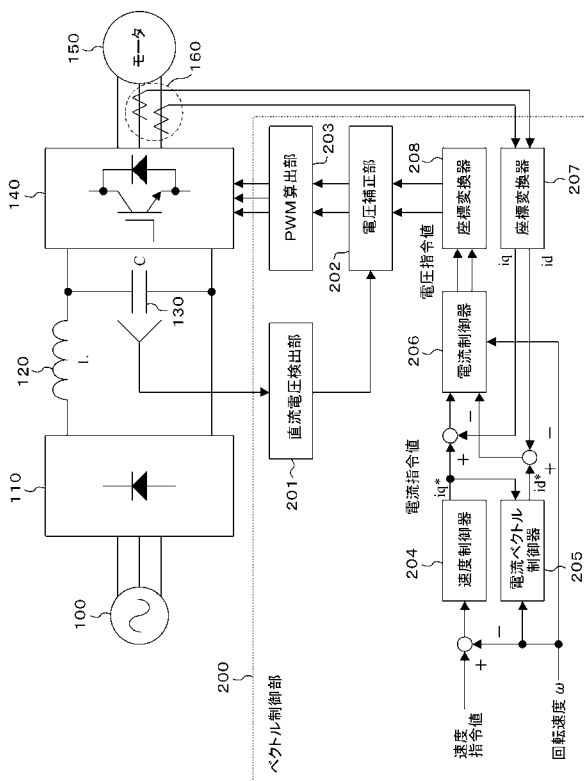 100
110
120
L
C
130
140
150
モータ
160
200
ベクトル制御部
201
直流電圧検出部
PWM 算出部
203
電圧補正部
202
座標変換器
208
座標変換器
207
電圧指令値
iq
id
206
電流制御器
電流指令値
iq*
id*
204
速度制御器
電流ベクトル
制御器
205
速度
指令値
回転速度 ω
+
−
+
−
+
−